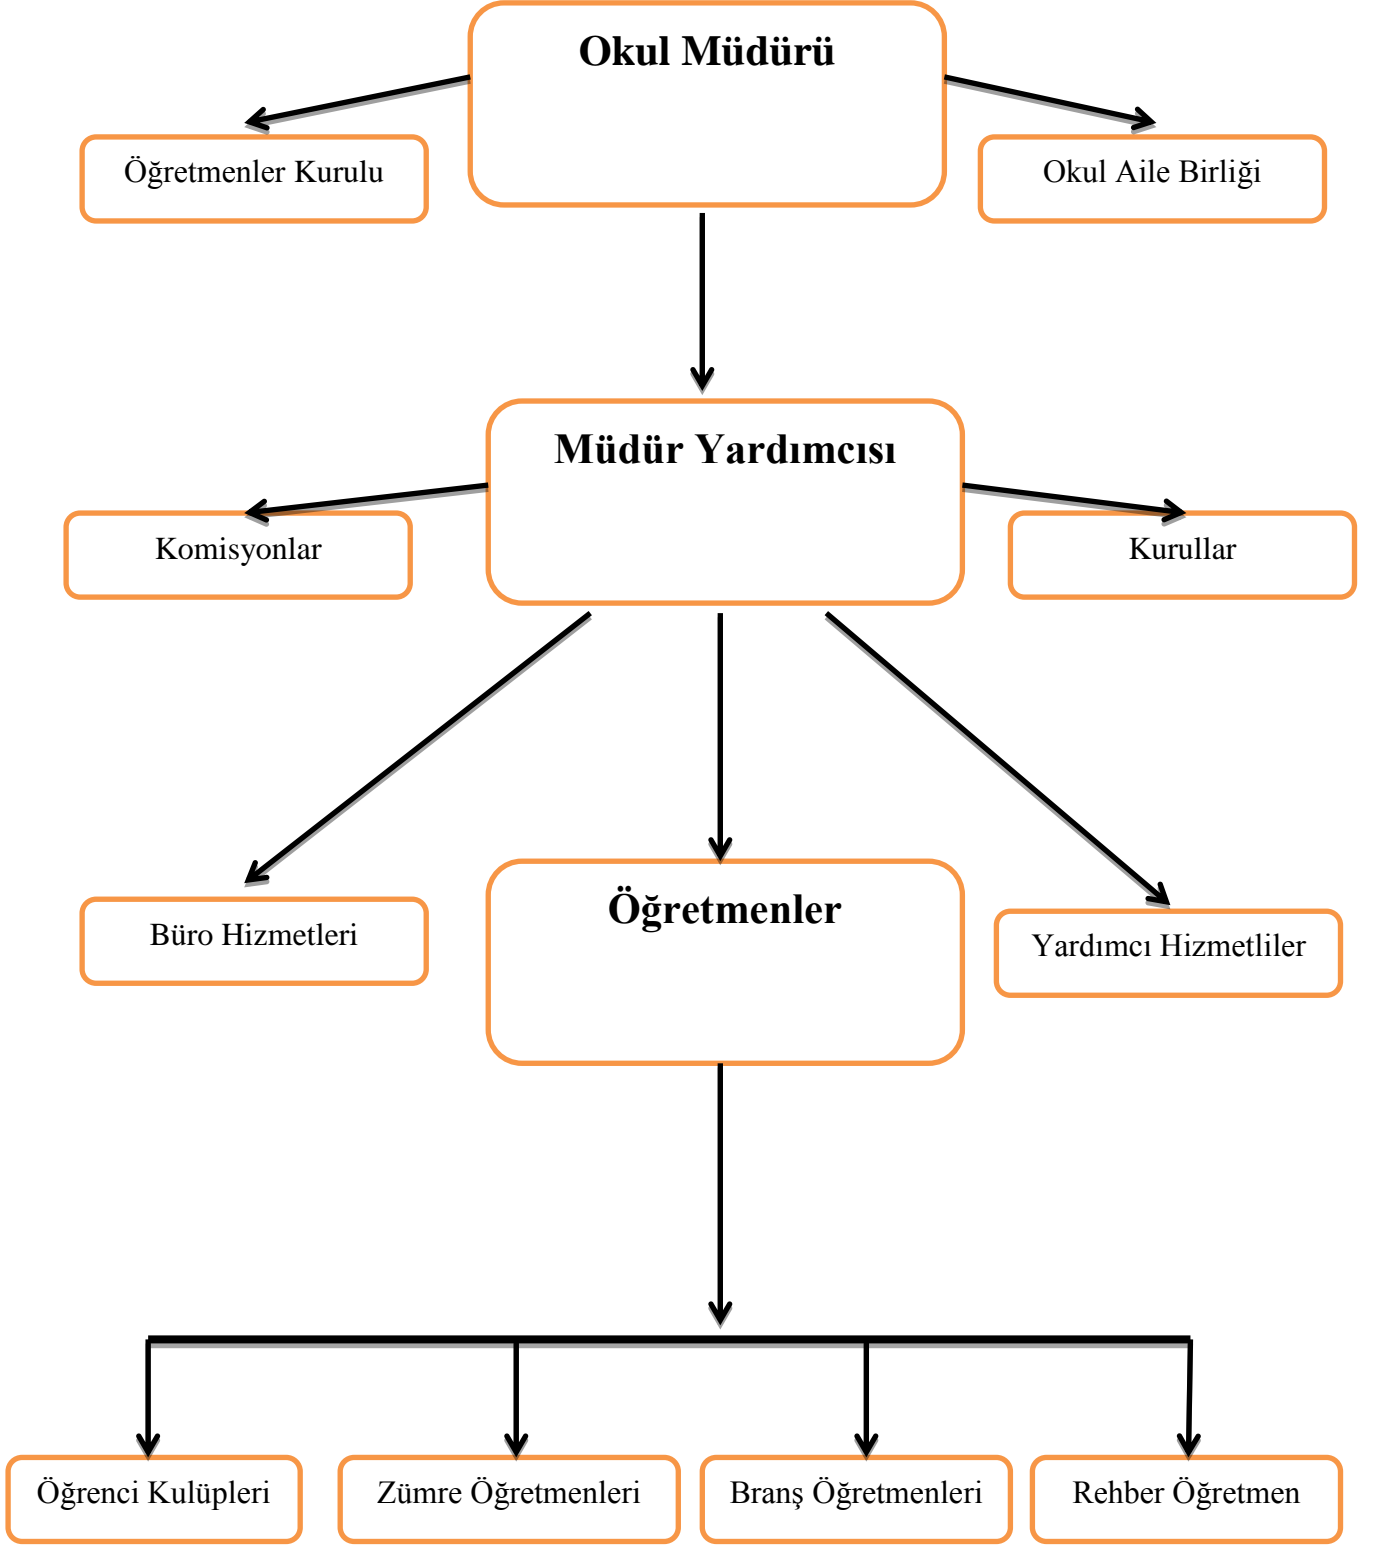 Okul Müdürü
Öğretmenler Kurulu
Okul Aile Birliği
Müdür Yardımcısı
Komisyonlar
Kurullar
Büro Hizmetleri
Öğretmenler
Yardımcı Hizmetliler
Öğrenci Kulüpleri
Zümre Öğretmenleri
Branş Öğretmenleri
Rehber Öğretmen